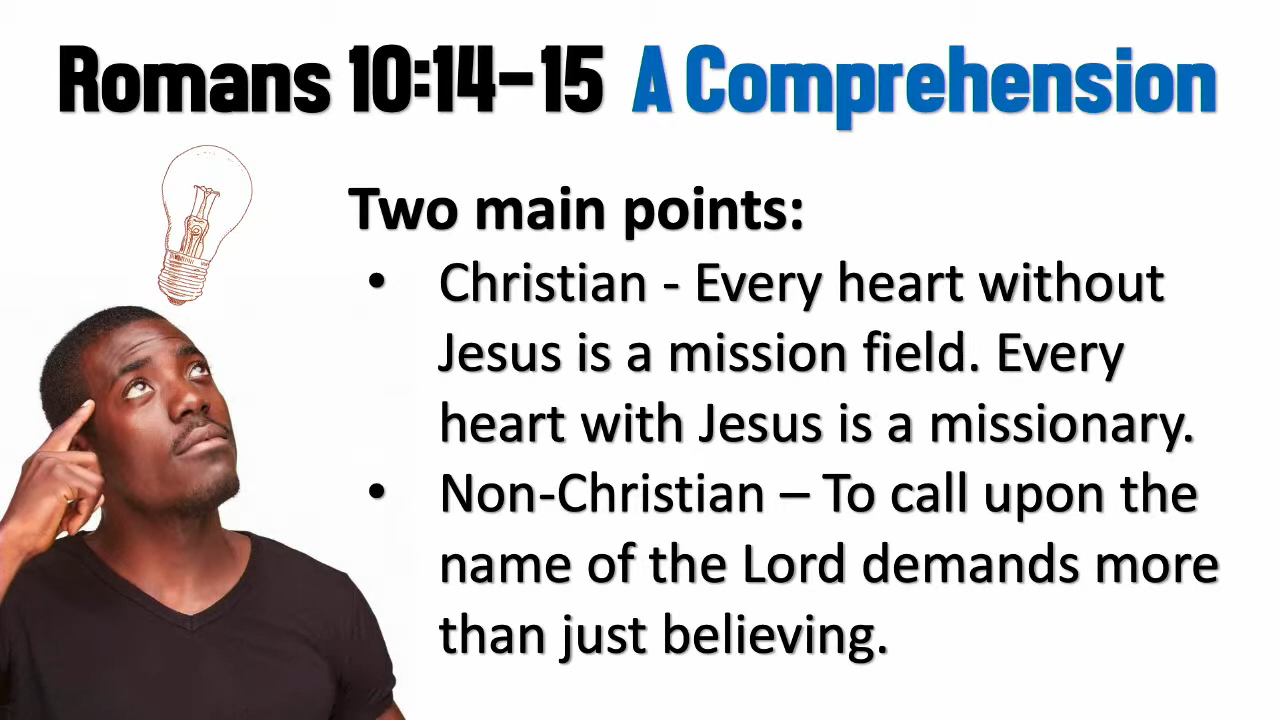 Romans 10:14–15 A Comprehension
Two main points:
• Christian - Every heart without
Jesus is a mission field. Every
heart with Jesus is a missionary.
• Non-Christian – To call upon the
name of the Lord demands more
than just believing.